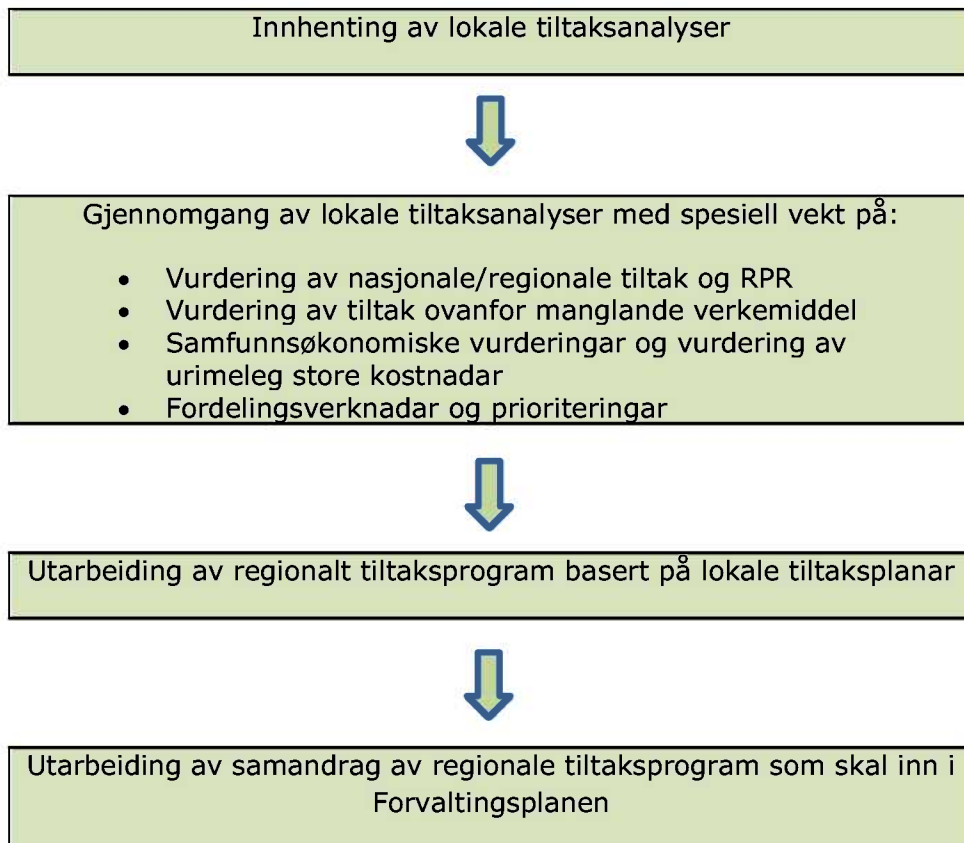 Innhenting av lokale tiltaksanalyser
Gjennomgang av lokale tiltaksanalyser med spesiell vekt på:
• Vurdering av nasjonale/regionale tiltak og RPR
• Vurdering av tiltak ovanfor manglande verkemiddel
• Samfunnsøkonomiske vurderingar og vurdering av
urimeleg store kostnadar
• Fordelingsverknadar og prioriteringar
Utarbeiding av regionalt tiltaksprogram basert på lokale tiltaksplanar
Utarbeiding av samandrag av regionale tiltaksprogram som skal inn i
Forvaltingsplanen